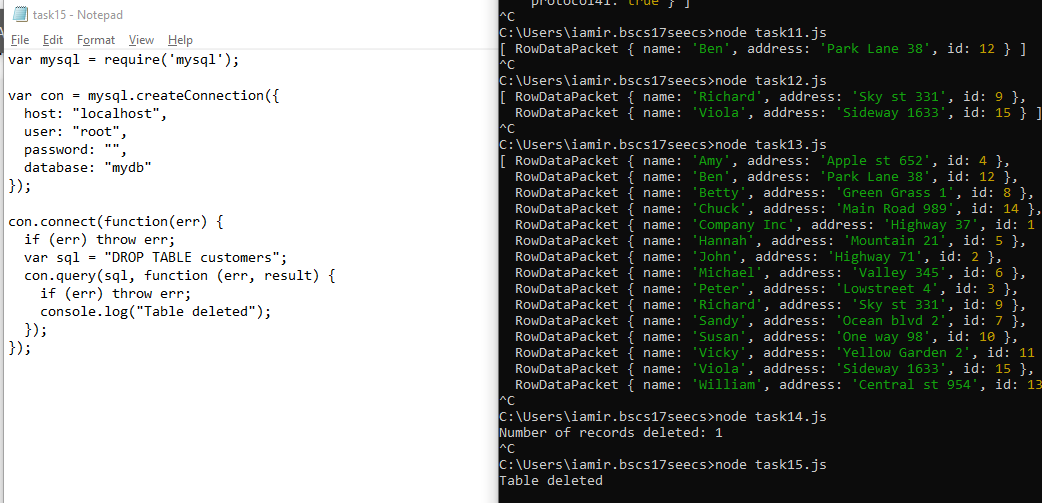 task15 - Notepad
File Edit Format View Help
var mysql = require('mysql');
var con = mysql.createConnection({
host: "localhost",
user: "root",
password: "",
database: "mydb"
});
con.connect(function(err) {
if (err) throw err;
var sql = "DROP TABLE customers";
con.query(sql, function (err, result) {
if (err) throw err;
console.log("Table deleted");
});
});
protocol41: true } ]
^C
C:\Users\iamir.bscs17seecs>node task11.js
[ RowDataPacket { name: 'Ben', address: 'Park Lane 38', id: 12 } ]
^C
C:\Users\iamir.bscs17seecs>node task12.js
[ RowDataPacket { name: 'Richard', address: 'Sky st 331', id: 9 },
RowDataPacket { name: 'Viola', address: 'Sideway 1633', id: 15 } ]
^C
C:\Users\iamir.bscs17seecs>node task13.js
[ RowDataPacket { name: 'Amy', address: 'Apple st 652', id: 4 },
RowDataPacket { name: 'Ben', address: 'Park Lane 38', id: 12 },
RowDataPacket { name: 'Betty', address: 'Green Grass 1', id: 8 },
RowDataPacket { name: 'Chuck', address: 'Main Road 989', id: 14 },
RowDataPacket { name: 'Company Inc', address: 'Highway 37', id: 1
RowDataPacket { name: 'Hannah', address: 'Mountain 21', id: 5 },
RowDataPacket { name: 'John', address: 'Highway 71', id: 2 },
RowDataPacket { name: 'Michael', address: 'Valley 345', id: 6 },
RowDataPacket { name: 'Peter', address: 'Lowstreet 4', id: 3 },
RowDataPacket { name: 'Richard', address: 'Sky st 331', id: 9 },
RowDataPacket { name: 'Sandy', address: 'Ocean blvd 2', id: 7 },
RowDataPacket { name: 'Susan', address: 'One way 98', id: 10 },
RowDataPacket { name: 'Vicky', address: 'Yellow Garden 2', id: 11
RowDataPacket { name: 'Viola', address: 'Sideway 1633', id: 15 },
RowDataPacket { name: 'William', address: 'Central st 954', id: 13
^C
C:\Users\iamir.bscs17seecs>node task14.js
Number of records deleted: 1
^C
C:\Users\iamir.bscs17seecs>node task15.js
Table deleted